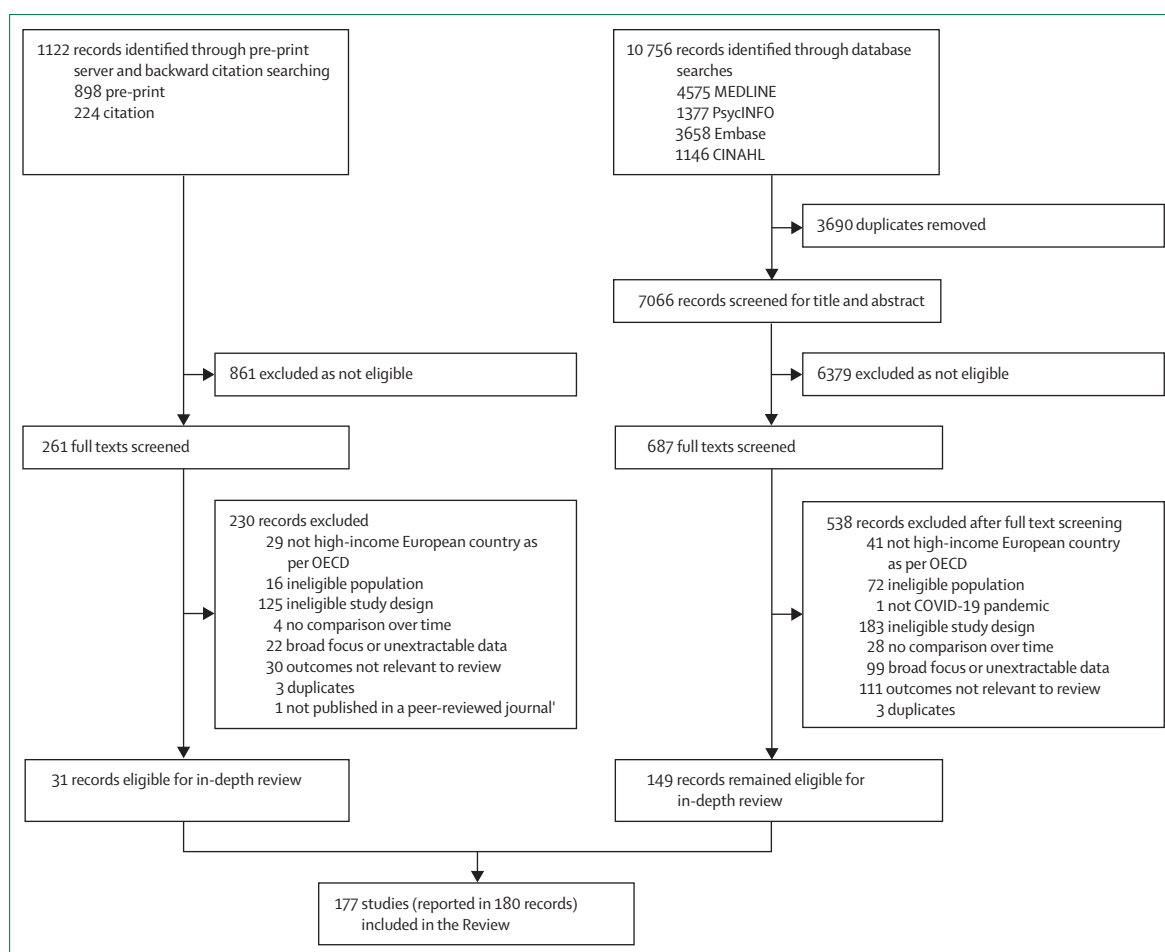 1122 records identified through pre-print
server and backward citation searching
898 pre-print
224 citation
861 excluded as not eligible
261 full texts screened
230 records excluded
29 not high-income European country as
per OECD
16 ineligible population
125 ineligible study design
4 no comparison over time
22 broad focus or unextractable data
30 outcomes not relevant to review
3 duplicates
1 not published in a peer-reviewed journal'
31 records eligible for in-depth review
10 756 records identified through database
searches
4575 MEDLINE
1377 PsycINFO
3658 Embase
1146 CINAHL
3690 duplicates removed
7066 records screened for title and abstract
6379 excluded as not eligible
687 full texts screened
538 records excluded after full text screening
41 not high-income European country
as per OECD
72 ineligible population
1 not COVID-19 pandemic
183 ineligible study design
28 no comparison over time
99 broad focus or unextractable data
111 outcomes not relevant to review
3 duplicates
149 records remained eligible for
in-depth review
177 studies (reported in 180 records)
included in the Review